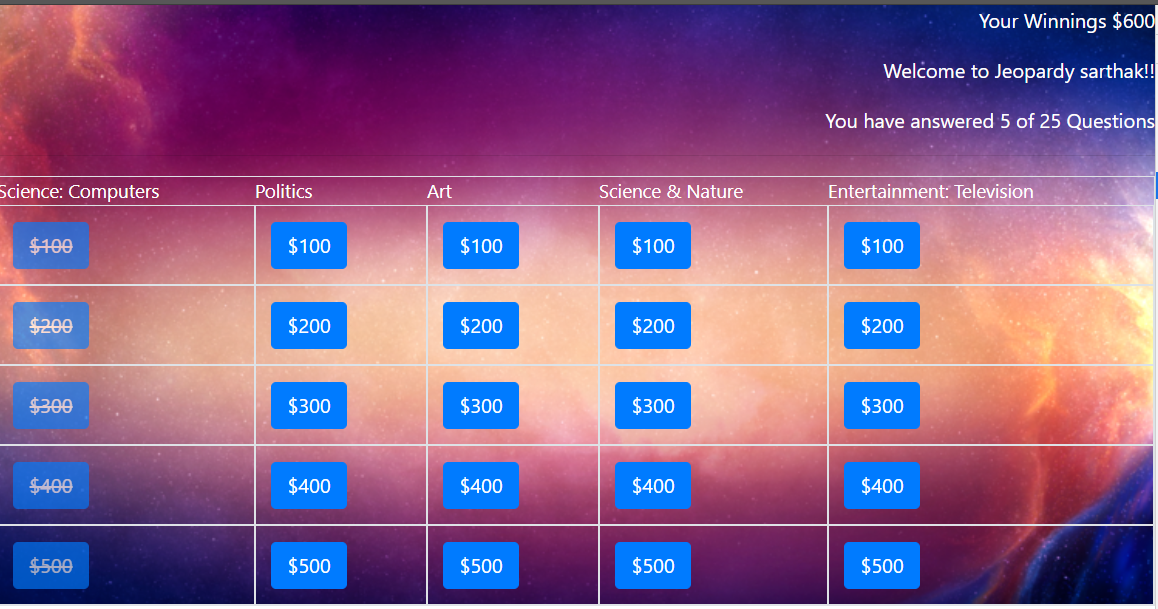 Your Winnings $600
Welcome to Jeopardy sarthak!!
You have answered 5 of 25 Questions
Science: Computers Politics Art Science & Nature Entertainment: Television
$100 $100 $100 $100 $100
$200 $200 $200 $200 $200
$300 $300 $300 $300 $300
$400 $400 $400 $400 $400
$500 $500 $500 $500 $500